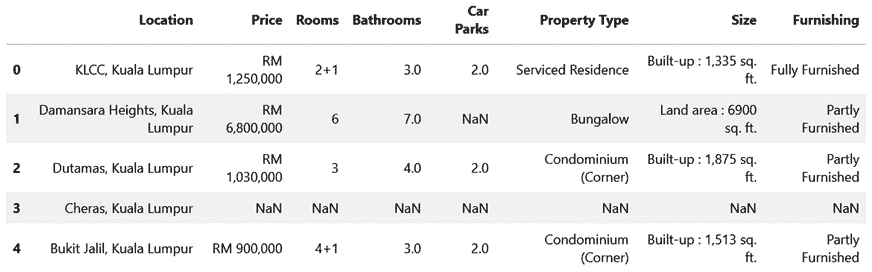 Location Price Rooms Bathrooms Car Parks Property Type Size Furnishing
0 KLCC, Kuala Lumpur RM 1,250,000 2+1 3.0 2.0 Serviced Residence Built-up : 1,335 sq. ft. Fully Furnished
1 Damansara Heights, Kuala Lumpur RM 6,800,000 6 7.0 NaN Bungalow Land area : 6900 sq. ft. Partly Furnished
2 Dutamas, Kuala Lumpur RM 1,030,000 3 4.0 2.0 Condominium (Corner) Built-up : 1,875 sq. ft. Partly Furnished
3 Cheras, Kuala Lumpur NaN NaN NaN NaN NaN NaN NaN
4 Bukit Jalil, Kuala Lumpur RM 900,000 4+1 3.0 2.0 Condominium (Corner) Built-up : 1,513 sq. ft. Partly Furnished